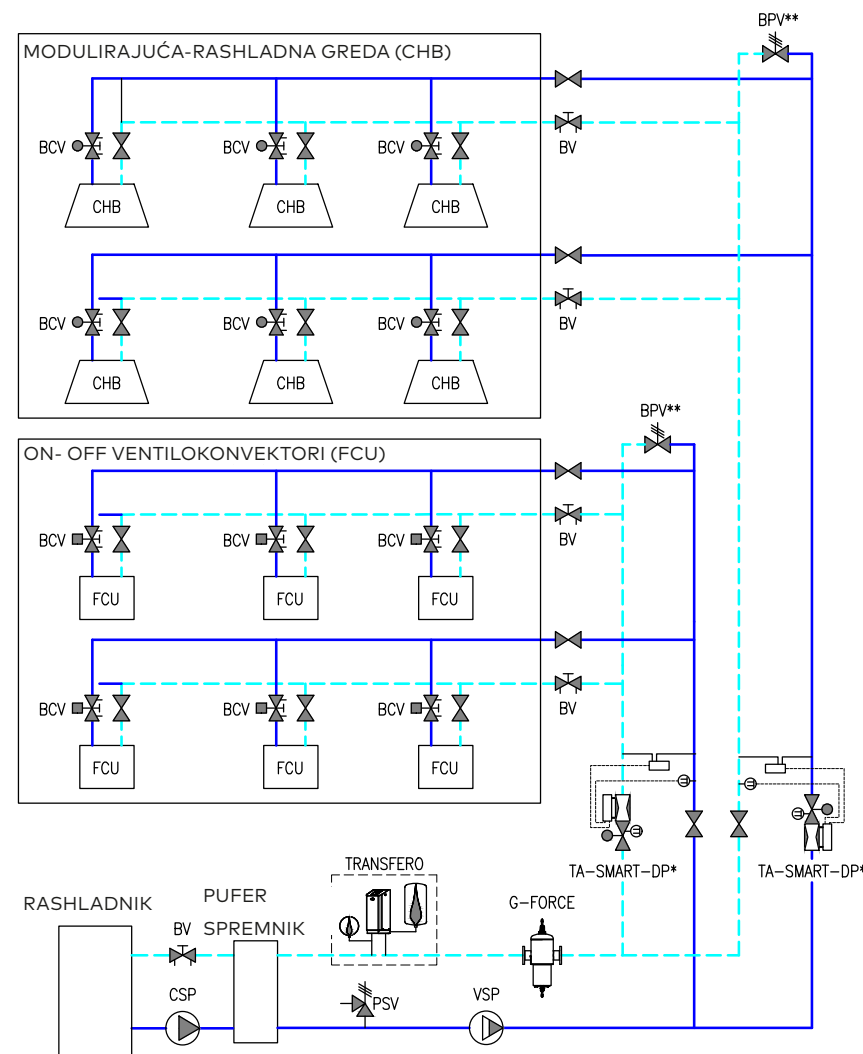 BPV**
MODULIRAJUĆA-RASHLADNA GREDA (CHB)
BCV BCV BCV BV
CHB CHB CHB
BCV BCV BCV BV
CHB CHB CHB
BPV**
ON- OFF VENTILOKONVEKTORI (FCU)
BCV BCV BCV BV
FCU FCU FCU
BCV BCV BCV BV
FCU FCU FCU
TRANSFERO
TA-SMART-DP* TA-SMART-DP*
RASHLADNIK
PUFER
SPREMNIK
G-FORCE
BV
CSP
PSV
VSP